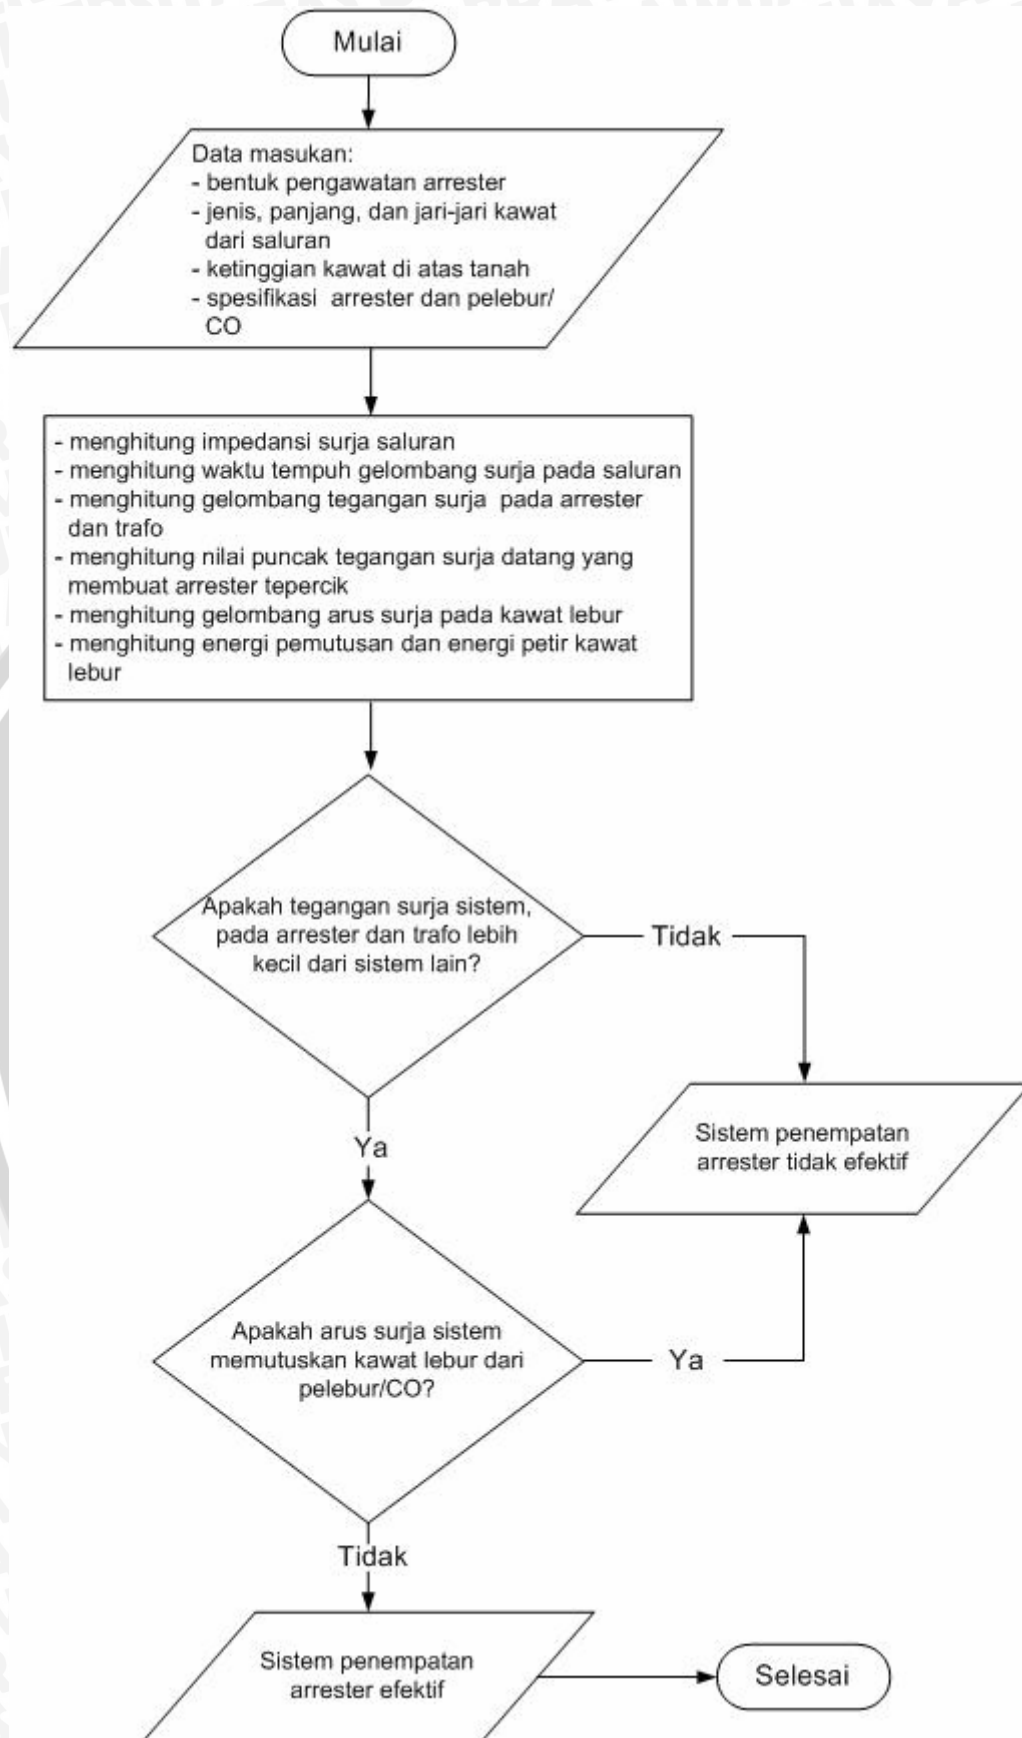 Mulai
Data masukan:
- bentuk pengawatan arrester
- jenis, panjang, dan jari-jari kawat
dari saluran
- ketinggian kawat di atas tanah
- spesifikasi arrester dan pelebur/
CO
- menghitung impedansi surja saluran
- menghitung waktu tempuh gelombang surja pada saluran
- menghitung gelombang tegangan surja pada arrester
dan trafo
- menghitung nilai puncak tegangan surja datang yang
membuat arrester tepercik
- menghitung gelombang arus surja pada kawat lebur
- menghitung energi pemutusan dan energi petir kawat
lebur
Apakah tegangan surja sistem,
pada arrester dan trafo lebih
kecil dari sistem lain?
Tidak
Ya
Sistem penempatan
arrester tidak efektif
Apakah arus surja sistem
memutuskan kawat lebur dari
pelebur/CO?
Ya
Tidak
Sistem penempatan
arrester efektif
Selesai